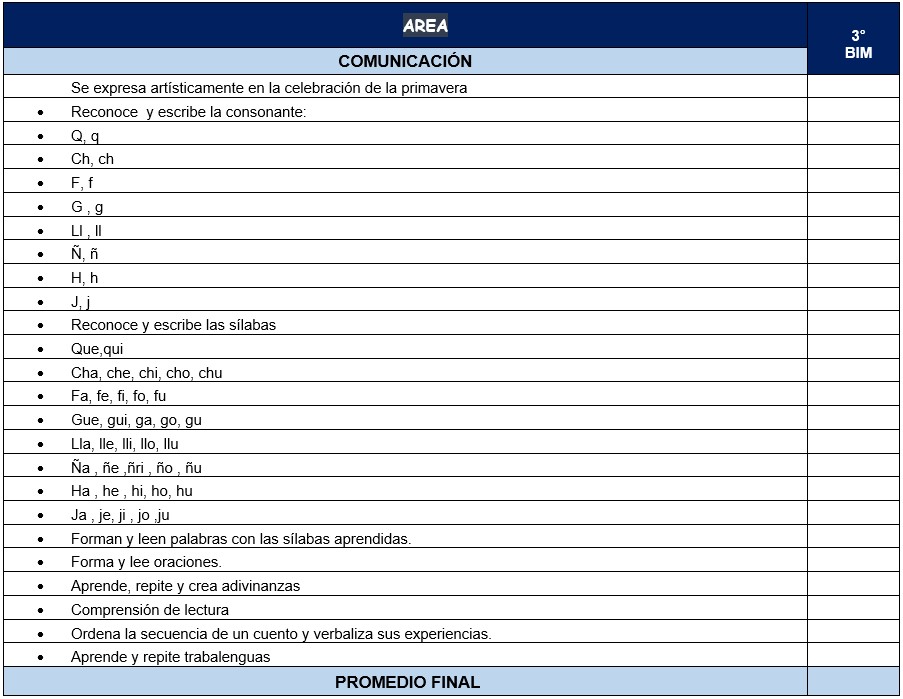 AREA
3°
BIM
COMUNICACIÓN
Se expresa artísticamente en la celebración de la primavera
• Reconoce y escribe la consonante:
• Q, q
• Ch, ch
• F, f
• G , g
• Ll , ll
• Ñ, ñ
• H, h
• J, j
• Reconoce y escribe las sílabas
• Que,qui
• Cha, che, chi, cho, chu
• Fa, fe, fi, fo, fu
• Gue, gui, ga, go, gu
• Lla, lle, lli, llo, llu
• Ña , ñe ,ñri , ño , ñu
• Ha , he , hi, ho, hu
• Ja , je, ji , jo ,ju
• Forman y leen palabras con las sílabas aprendidas.
• Forma y lee oraciones.
• Aprende, repite y crea adivinanzas
• Comprensión de lectura
• Ordena la secuencia de un cuento y verbaliza sus experiencias.
• Aprende y repite trabalenguas
PROMEDIO FINAL